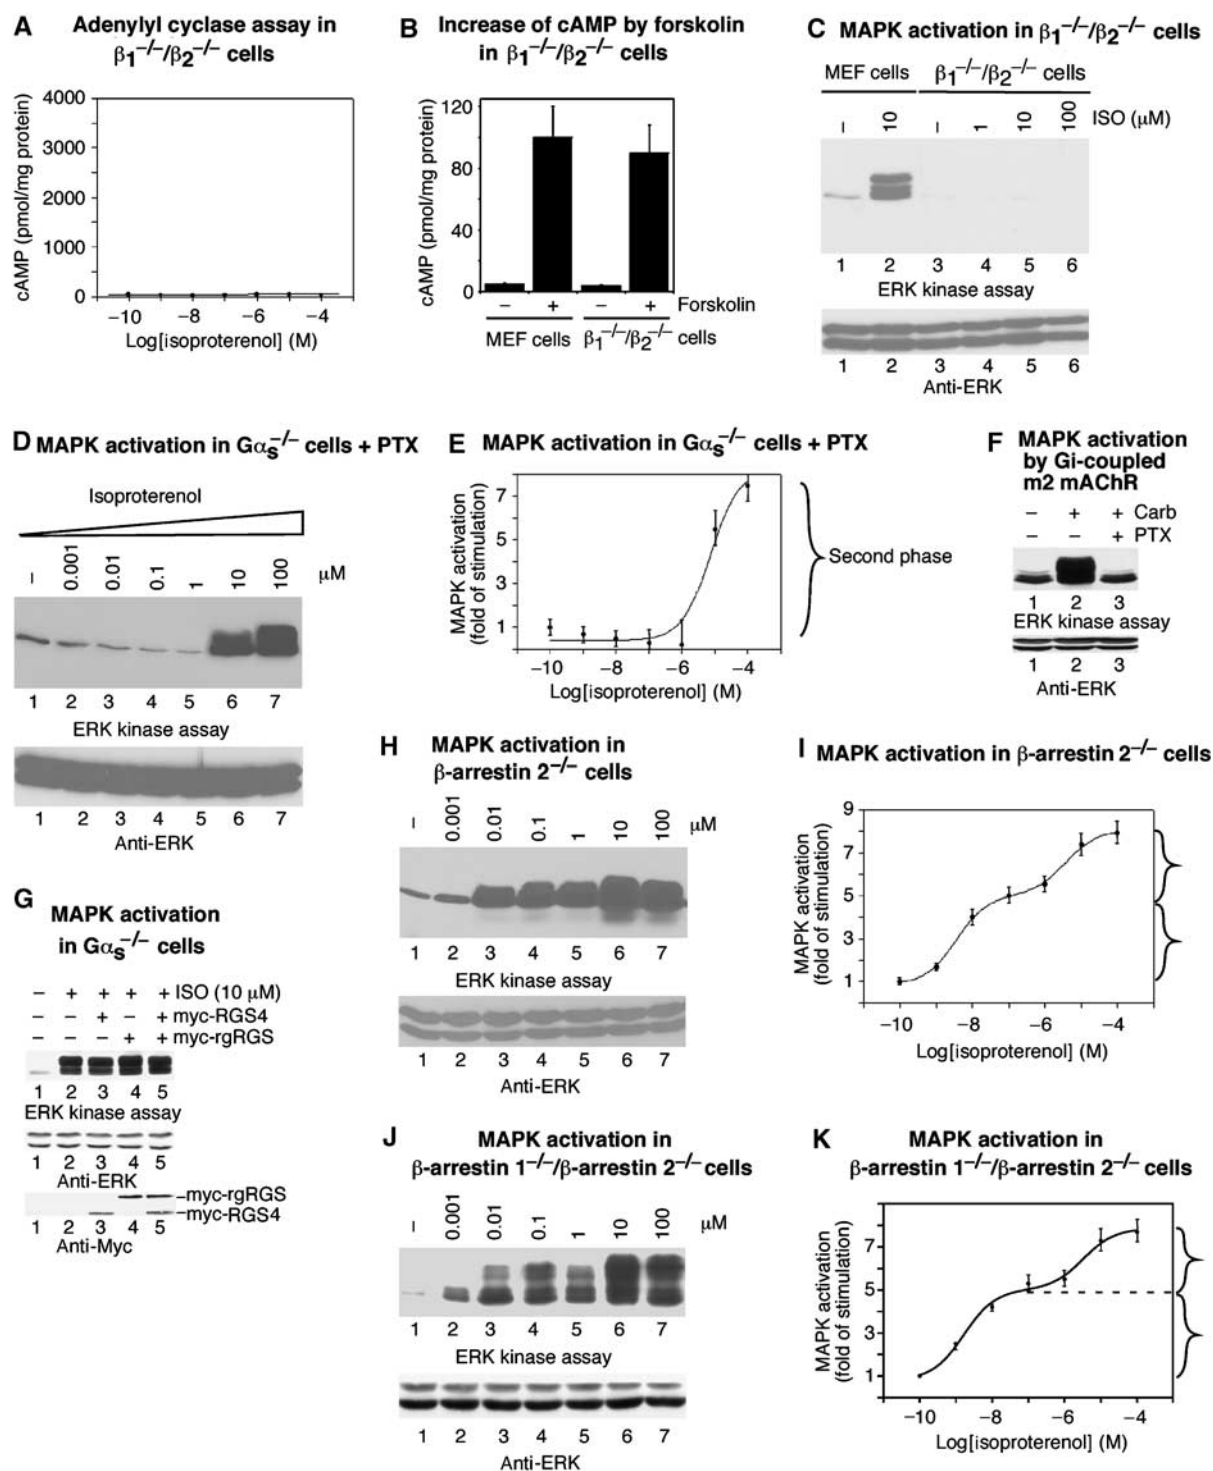 A Adenylyl cyclase assay in
β1−/−/β2−/− cells
4000
3000
2000
1000
0
cAMP (pmol/mg protein)
−10 −8 −6 −4
Log[isoproterenol] (M)
B Increase of cAMP by forskolin
in β1−/−/β2−/− cells
120
80
40
0
cAMP (pmol/mg protein)
− + − + Forskolin
MEF cells β1−/−/β2−/− cells
C MAPK activation in β1−/−/β2−/− cells
MEF cells β1−/−/β2−/− cells
− 10 − 1 10 100 ISO (μM)
1 2 3 4 5 6
ERK kinase assay
1 2 3 4 5 6
Anti-ERK
D MAPK activation in Gαs−/− cells + PTX
Isoproterenol
− 0.001 0.01 0.1 1 10 100 μM
1 2 3 4 5 6 7
ERK kinase assay
1 2 3 4 5 6 7
Anti-ERK
E MAPK activation in Gαs−/− cells + PTX
7
5
3
1
MAPK activation
(fold of stimulation)
−10 −8 −6 −4
Log[isoproterenol] (M)
Second phase
F MAPK activation
by Gi-coupled
m2 mAChR
− + + Carb
− − + PTX
1 2 3
ERK kinase assay
1 2 3
Anti-ERK
G MAPK activation
in Gαs−/− cells
− + + + + ISO (10 μM)
− − + − + myc-RGS4
− − − + + myc-rgRGS
1 2 3 4 5
ERK kinase assay
1 2 3 4 5
Anti-ERK
−myc-rgRGS
−myc-RGS4
1 2 3 4 5
Anti-Myc
H MAPK activation in
β-arrestin 2−/− cells
− 0.001 0.01 0.1 1 10 100 μM
1 2 3 4 5 6 7
ERK kinase assay
1 2 3 4 5 6 7
Anti-ERK
I MAPK activation in β-arrestin 2−/− cells
9
7
5
3
1
MAPK activation
(fold of stimulation)
−10 −8 −6 −4
Log[isoproterenol] (M)
J MAPK activation in
β-arrestin 1−/−/β-arrestin 2−/− cells
− 0.001 0.01 0.1 1 10 100 μM
1 2 3 4 5 6 7
ERK kinase assay
1 2 3 4 5 6 7
Anti-ERK
K MAPK activation in
β-arrestin 1−/−/β-arrestin 2−/− cells
7
5
3
1
MAPK activation
(fold of stimulation)
−10 −8 −6 −4
Log[isoproterenol] (M)